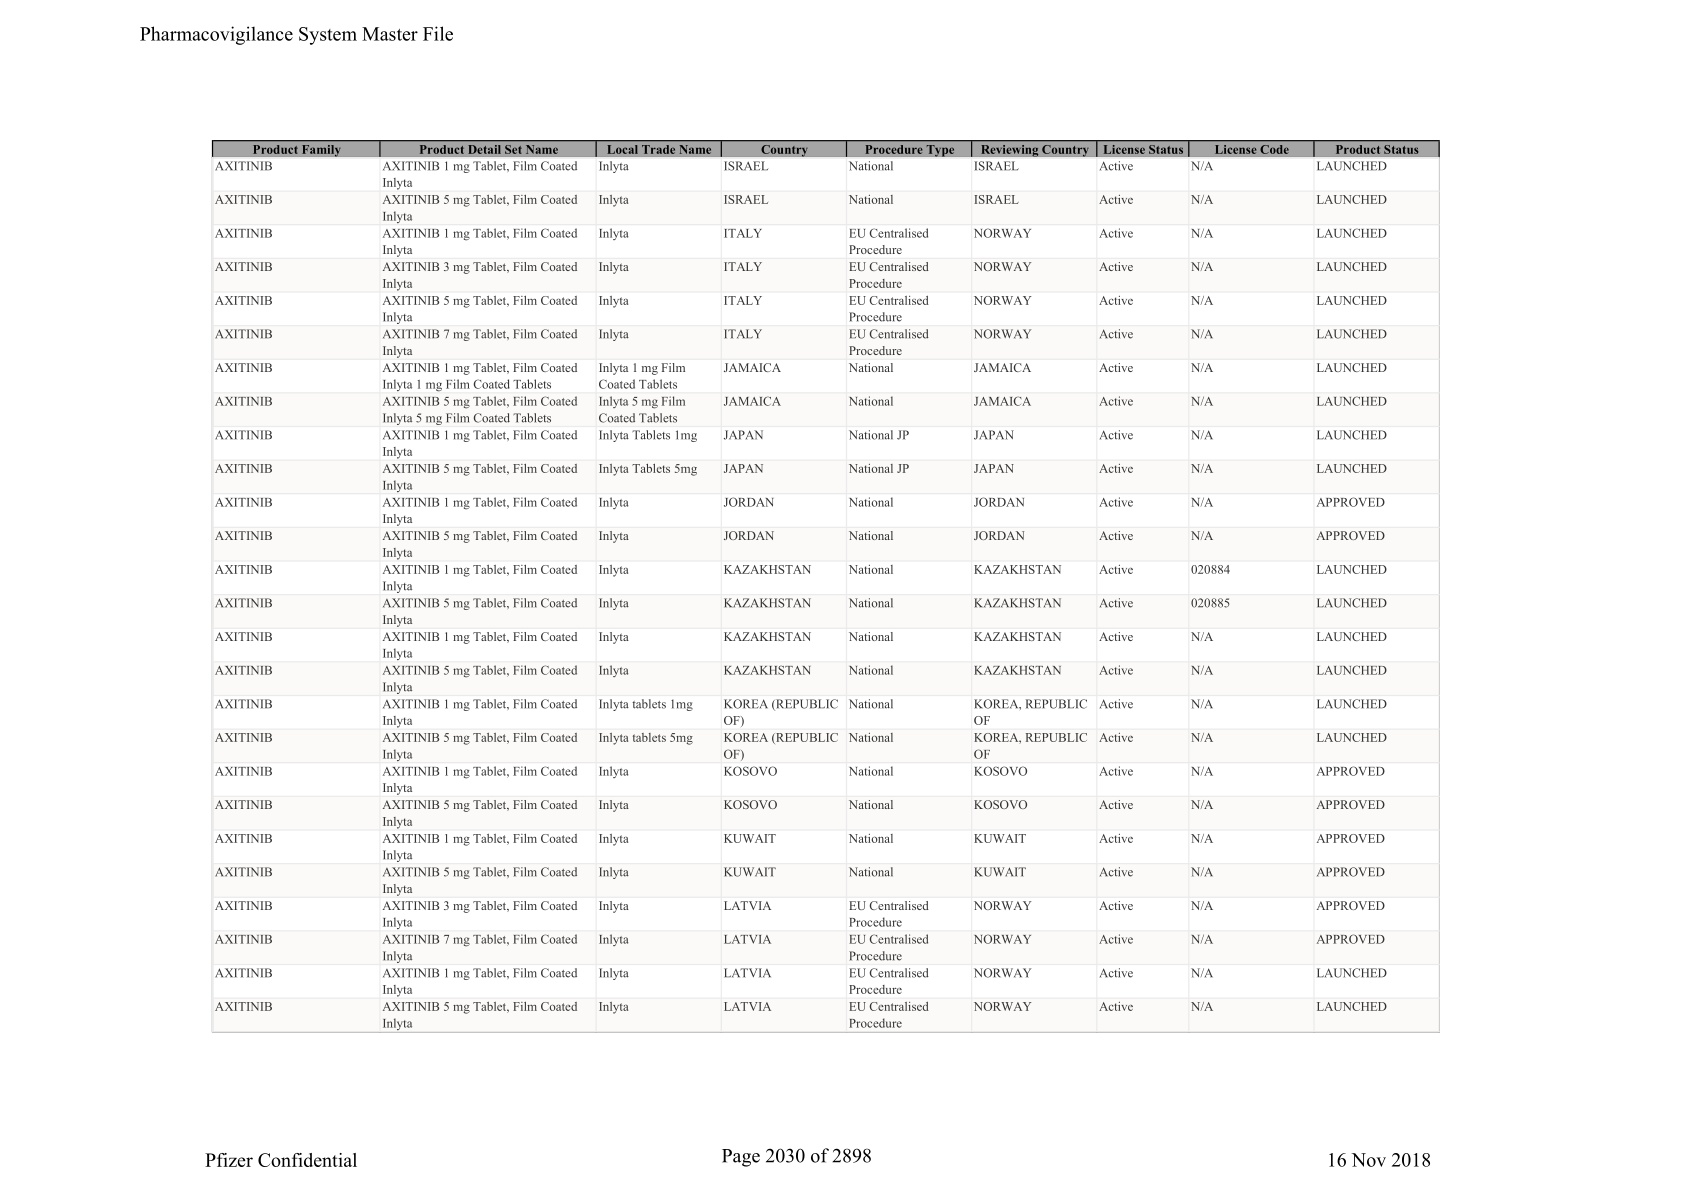 Pharmacovigilance System Master File
Product Family Product Detail Set Name Local Trade Name Country Procedure Type Reviewing Country License Status License Code Product Status
AXITINIB AXITINIB 1 mg Tablet, Film Coated Inlyta ISRAEL National ISRAEL Active N/A LAUNCHED
Inlyta
AXITINIB AXITINIB 5 mg Tablet, Film Coated Inlyta ISRAEL National ISRAEL Active N/A LAUNCHED
Inlyta
AXITINIB AXITINIB 1 mg Tablet, Film Coated Inlyta ITALY EU Centralised NORWAY Active N/A LAUNCHED
Inlyta Procedure
AXITINIB AXITINIB 3 mg Tablet, Film Coated Inlyta ITALY EU Centralised NORWAY Active N/A LAUNCHED
Inlyta Procedure
AXITINIB AXITINIB 5 mg Tablet, Film Coated Inlyta ITALY EU Centralised NORWAY Active N/A LAUNCHED
Inlyta Procedure
AXITINIB AXITINIB 7 mg Tablet, Film Coated Inlyta ITALY EU Centralised NORWAY Active N/A LAUNCHED
Inlyta Procedure
AXITINIB AXITINIB 1 mg Tablet, Film Coated Inlyta 1 mg Film JAMAICA National JAMAICA Active N/A LAUNCHED
Inlyta 1 mg Film Coated Tablets Coated Tablets
AXITINIB AXITINIB 5 mg Tablet, Film Coated Inlyta 5 mg Film JAMAICA National JAMAICA Active N/A LAUNCHED
Inlyta 5 mg Film Coated Tablets Coated Tablets
AXITINIB AXITINIB 1 mg Tablet, Film Coated Inlyta Tablets 1mg JAPAN National JP JAPAN Active N/A LAUNCHED
Inlyta
AXITINIB AXITINIB 5 mg Tablet, Film Coated Inlyta Tablets 5mg JAPAN National JP JAPAN Active N/A LAUNCHED
Inlyta
AXITINIB AXITINIB 1 mg Tablet, Film Coated Inlyta JORDAN National JORDAN Active N/A APPROVED
Inlyta
AXITINIB AXITINIB 5 mg Tablet, Film Coated Inlyta JORDAN National JORDAN Active N/A APPROVED
Inlyta
AXITINIB AXITINIB 1 mg Tablet, Film Coated Inlyta KAZAKHSTAN National KAZAKHSTAN Active 020884 LAUNCHED
Inlyta
AXITINIB AXITINIB 5 mg Tablet, Film Coated Inlyta KAZAKHSTAN National KAZAKHSTAN Active 020885 LAUNCHED
Inlyta
AXITINIB AXITINIB 1 mg Tablet, Film Coated Inlyta KAZAKHSTAN National KAZAKHSTAN Active N/A LAUNCHED
Inlyta
AXITINIB AXITINIB 5 mg Tablet, Film Coated Inlyta KAZAKHSTAN National KAZAKHSTAN Active N/A LAUNCHED
Inlyta
AXITINIB AXITINIB 1 mg Tablet, Film Coated Inlyta tablets 1mg KOREA (REPUBLIC National KOREA, REPUBLIC Active N/A LAUNCHED
Inlyta OF) OF
AXITINIB AXITINIB 5 mg Tablet, Film Coated Inlyta tablets 5mg KOREA (REPUBLIC National KOREA, REPUBLIC Active N/A LAUNCHED
Inlyta OF) OF
AXITINIB AXITINIB 1 mg Tablet, Film Coated Inlyta KOSOVO National KOSOVO Active N/A APPROVED
Inlyta
AXITINIB AXITINIB 5 mg Tablet, Film Coated Inlyta KOSOVO National KOSOVO Active N/A APPROVED
Inlyta
AXITINIB AXITINIB 1 mg Tablet, Film Coated Inlyta KUWAIT National KUWAIT Active N/A APPROVED
Inlyta
AXITINIB AXITINIB 5 mg Tablet, Film Coated Inlyta KUWAIT National KUWAIT Active N/A APPROVED
Inlyta
AXITINIB AXITINIB 3 mg Tablet, Film Coated Inlyta LATVIA EU Centralised NORWAY Active N/A APPROVED
Inlyta Procedure
AXITINIB AXITINIB 7 mg Tablet, Film Coated Inlyta LATVIA EU Centralised NORWAY Active N/A APPROVED
Inlyta Procedure
AXITINIB AXITINIB 1 mg Tablet, Film Coated Inlyta LATVIA EU Centralised NORWAY Active N/A LAUNCHED
Inlyta Procedure
AXITINIB AXITINIB 5 mg Tablet, Film Coated Inlyta LATVIA EU Centralised NORWAY Active N/A LAUNCHED
Inlyta Procedure
Pfizer Confidential Page 2030 of 2898 16 Nov 2018